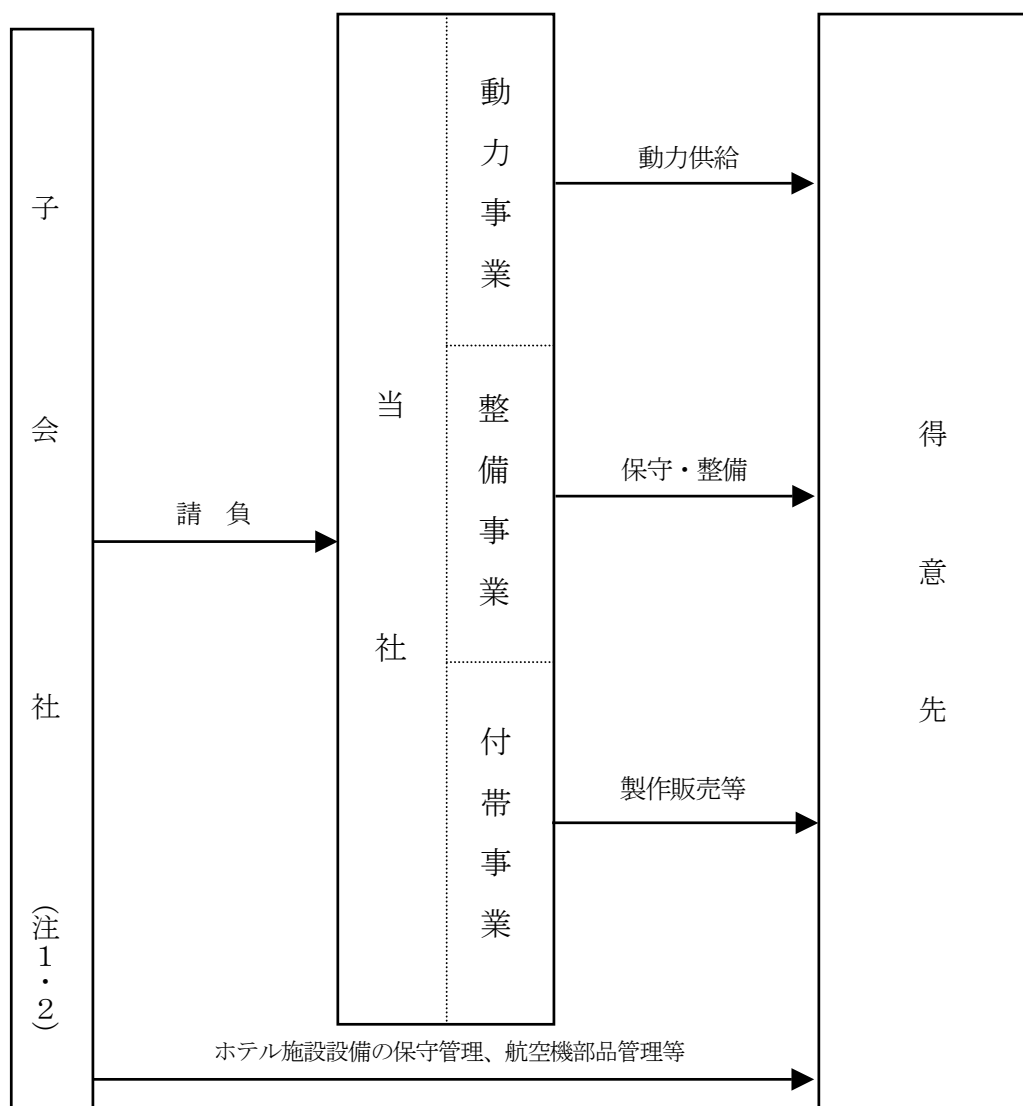 子会社（注１・２）
請　負
当社
動力事業
整備事業
付帯事業
動力供給
保守・整備
製作販売等
得意先
ホテル施設設備の保守管理、航空機部品管理等